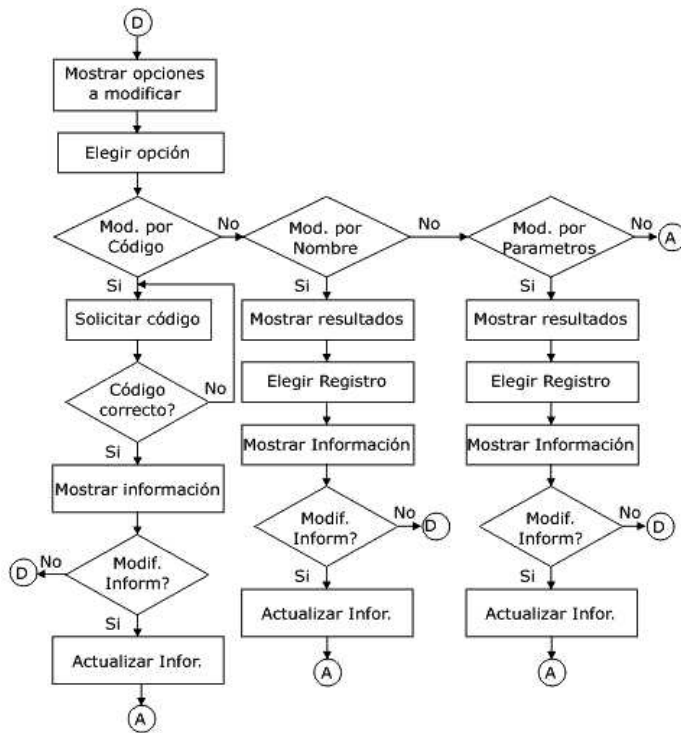 D
Mostrar opciones
a modificar
Elegir opción
Mod. por
Código
No
Mod. por
Nombre
No
Mod. por
Parametros
No
A
Si
Si
Si
Solicitar código
Mostrar resultados
Mostrar resultados
Código
correcto?
No
Elegir Registro
Elegir Registro
Si
Mostrar Información
Mostrar Información
Mostrar información
Modif.
Inform?
No
D
Modif.
Inform?
No
D
D
No
Modif.
Inform?
Si
Si
Actualizar Infor.
Actualizar Infor.
Si
Actualizar Infor.
A
A
A